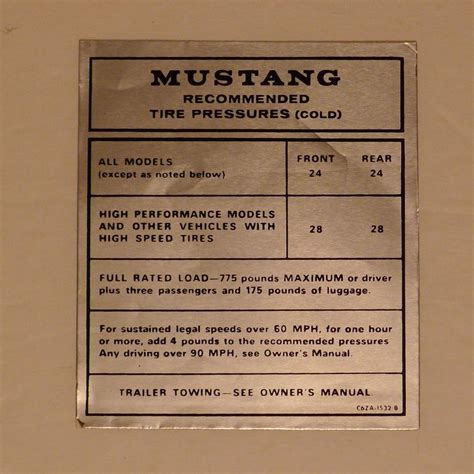 MUSTANG
RECOMMENDED
TIRE PRESSURES (COLD)
FRONT REAR
ALL MODELS
(except as noted below) 24 24
HIGH PERFORMANCE MODELS
AND OTHER VEHICLES WITH 28 28
HIGH SPEED TIRES
FULL RATED LOAD—775 pounds MAXIMUM or driver
plus three passengers and 175 pounds of luggage.
For sustained legal speeds over 60 MPH, for one hour
or more, add 4 pounds to the recommended pressures
Any driving over 90 MPH, see Owner's Manual.
TRAILER TOWING—SEE OWNER'S MANUAL.
C6ZA-1532 B